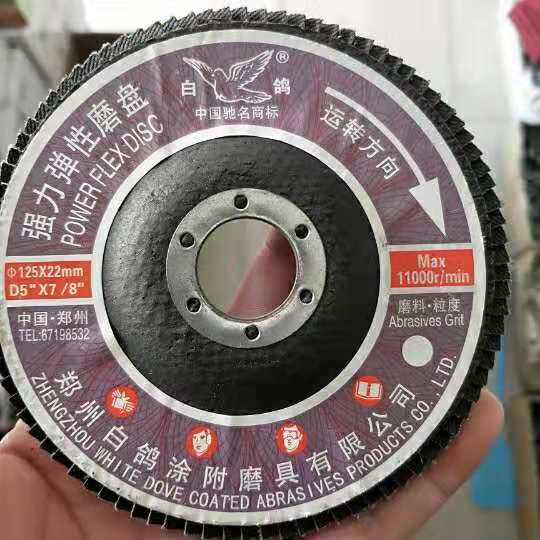 白鸽®
中国驰名商标
强力弹性磨盘
POWER FLEX DISC
运转方向
Φ125X22mm
D5"X7/8"
Max
11000r/min
中国·郑州
TEL:67198532
磨料·粒度
Abrasives Grit
郑州白鸽涂附磨具有限公司
ZHENGZHOU WHITE DOVE COATED ABRASIVES PRODUCTS CO., LTD.